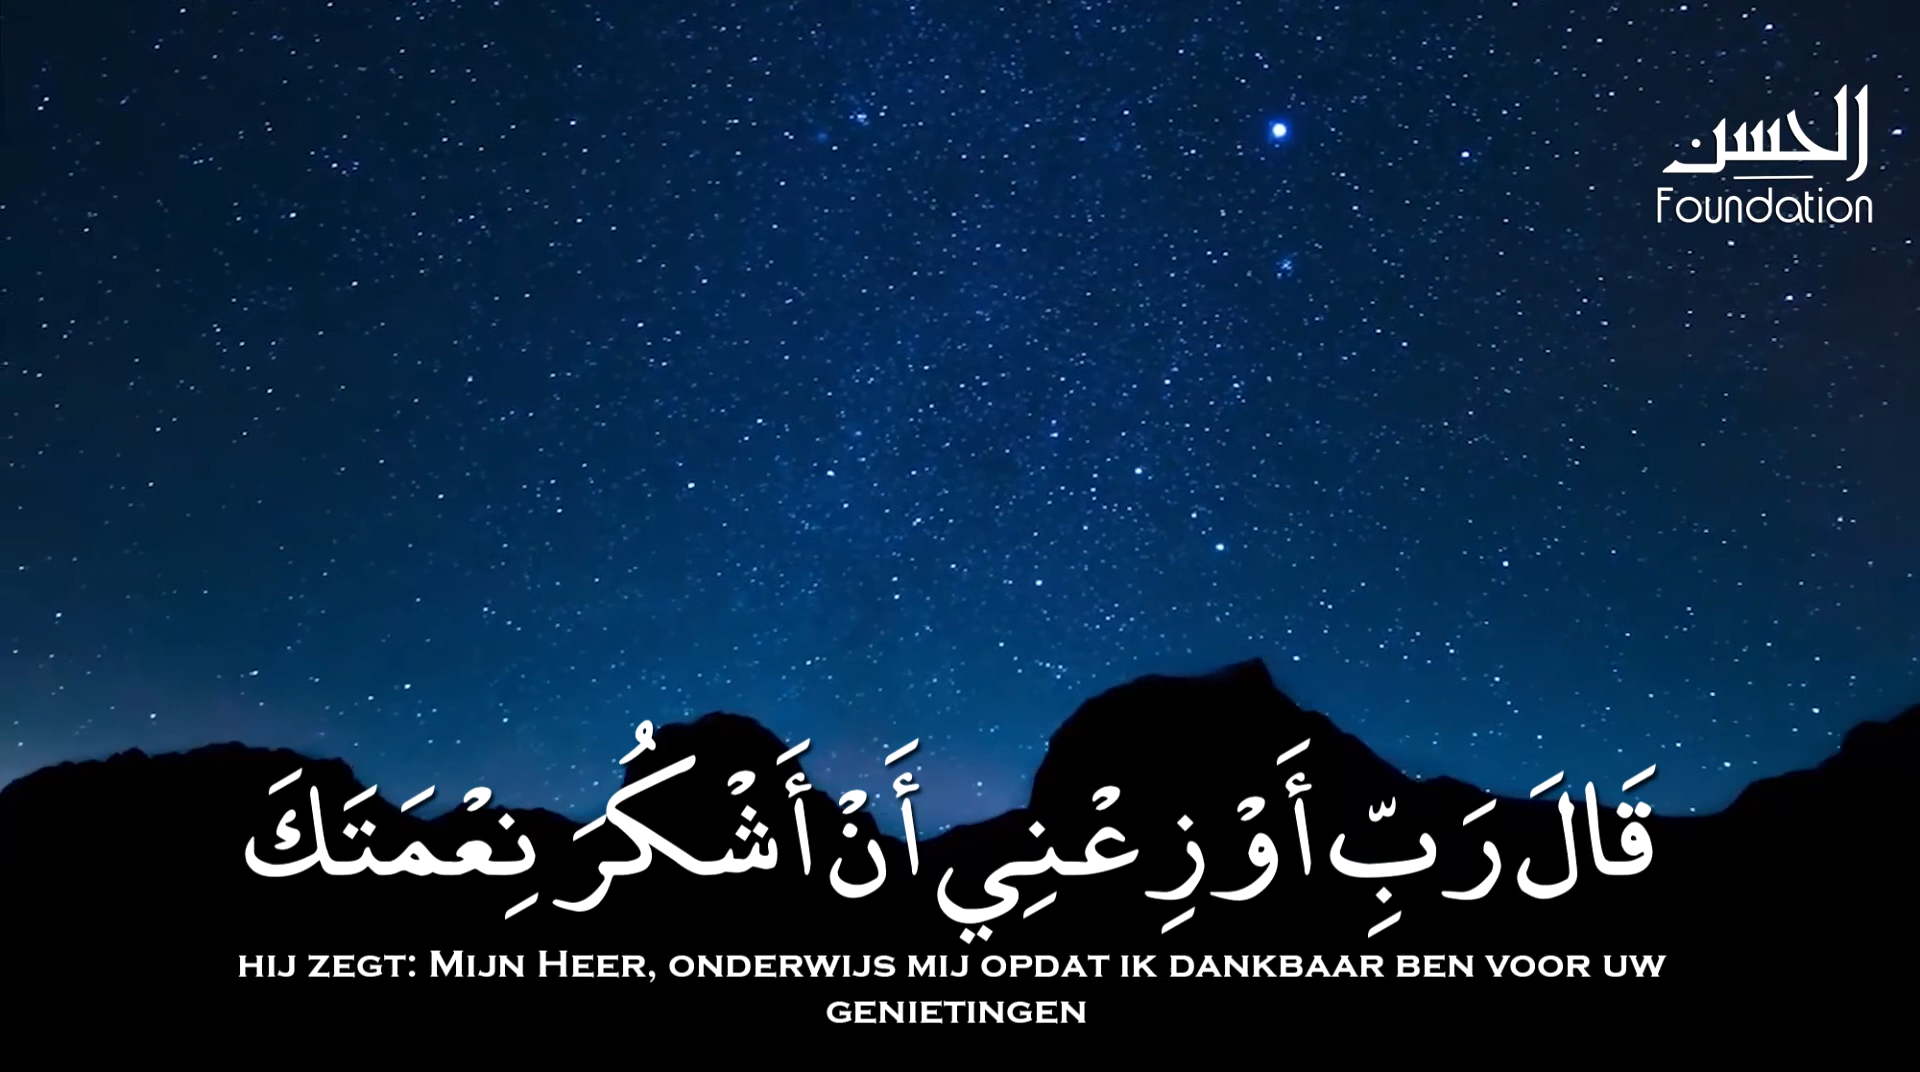 الحسن
Foundation
قَالَ رَبِّ أَوْزِعْنِي أَنْ أَشْكُرَ نِعْمَتَكَ
HIJ ZEGT: MIJN HEER, ONDERWIJS MIJ OPDAT IK DANKBAAR BEN VOOR UW
GENIETINGEN